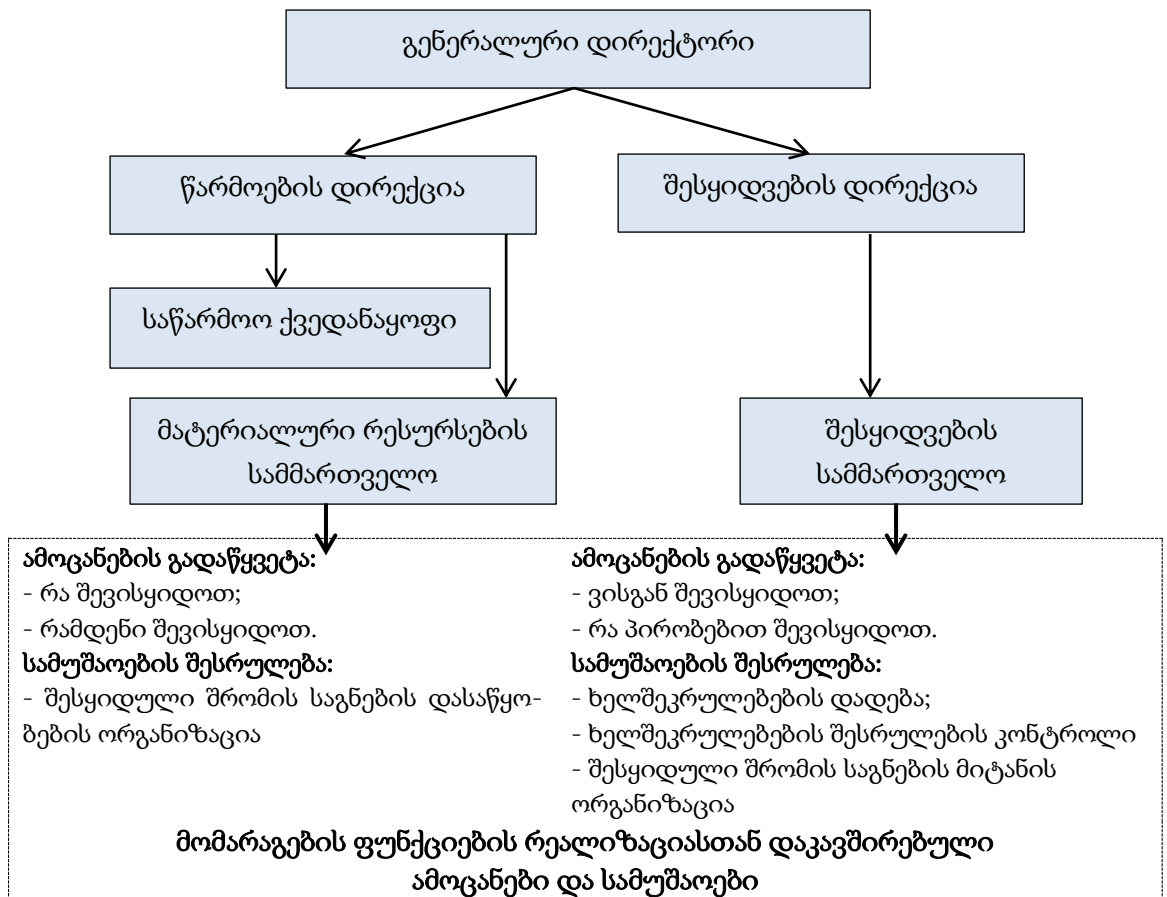 გენერალური დირექტორი
წარმოების დირექცია
შესყიდვების დირექცია
საწარმოო ქვედანაყოფი
მატერიალური რესურსების
სამმართველო
შესყიდვების
სამმართველო
ამოცანების გადაწყვეტა:
- რა შევისყიდოთ;
- რამდენი შევისყიდოთ.
სამუშაოების შესრულება:
- შესყიდული შრომის საგნების დასაწყო-
ბების ორგანიზაცია
ამოცანების გადაწყვეტა:
- ვისგან შევისყიდოთ;
- რა პირობებით შევისყიდოთ.
სამუშაოების შესრულება:
- ხელშეკრულებების დადება;
- ხელშეკრულებების შესრულების კონტროლი
- შესყიდული შრომის საგნების მიტანის
ორგანიზაცია
მომარაგების ფუნქციების რეალიზაციასთან დაკავშირებული
ამოცანები და სამუშაოები